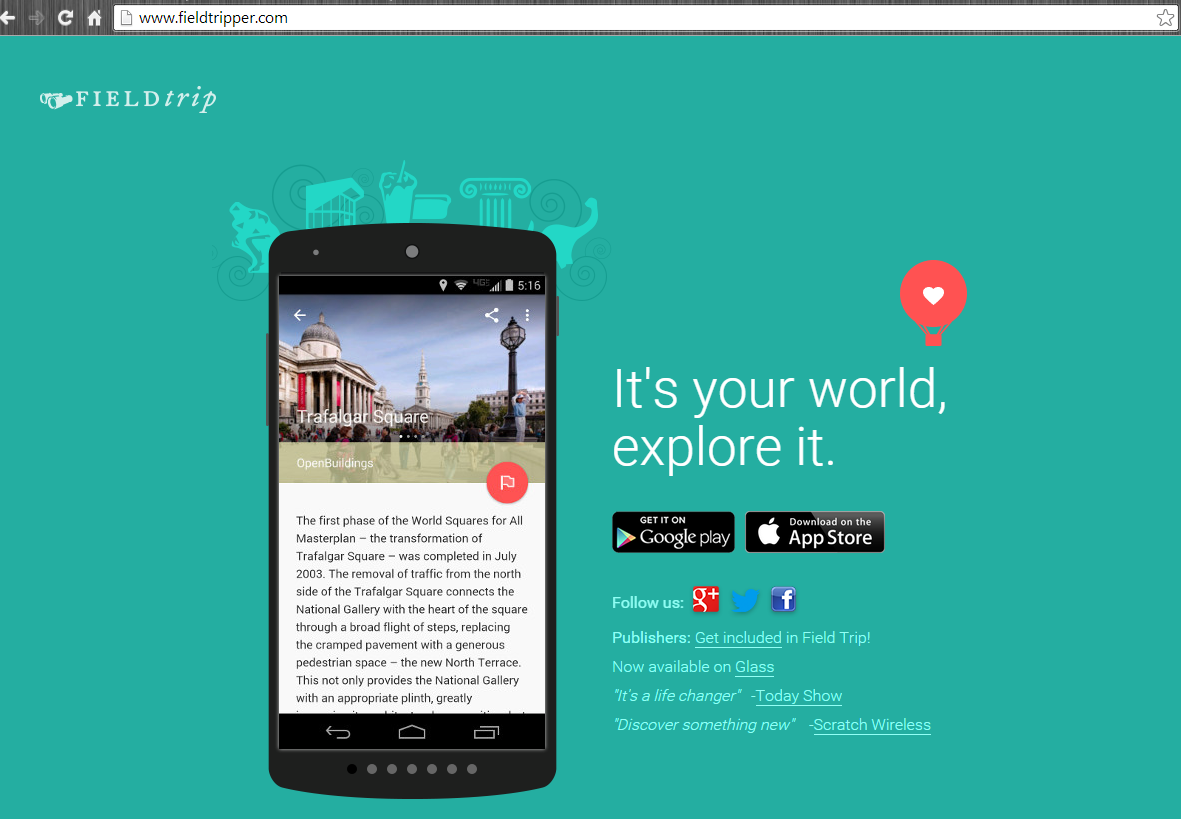 www.fieldtripper.com
FIELDtrip
4G
5:16
Trafalgar Square
OpenBuildings
The first phase of the World Squares for All
Masterplan – the transformation of
Trafalgar Square – was completed in July
2003. The removal of traffic from the north
side of the Trafalgar Square connects the
National Gallery with the heart of the square
through a broad flight of steps, replacing
the cramped pavement with a generous
pedestrian space – the new North Terrace.
This not only provides the National Gallery
with an appropriate plinth, greatly
It's your world,
explore it.
GET IT ON
Google play
Download on the
App Store
Follow us: g+ f
Publishers: Get included in Field Trip!
Now available on Glass
"It's a life changer" -Today Show
"Discover something new" -Scratch Wireless